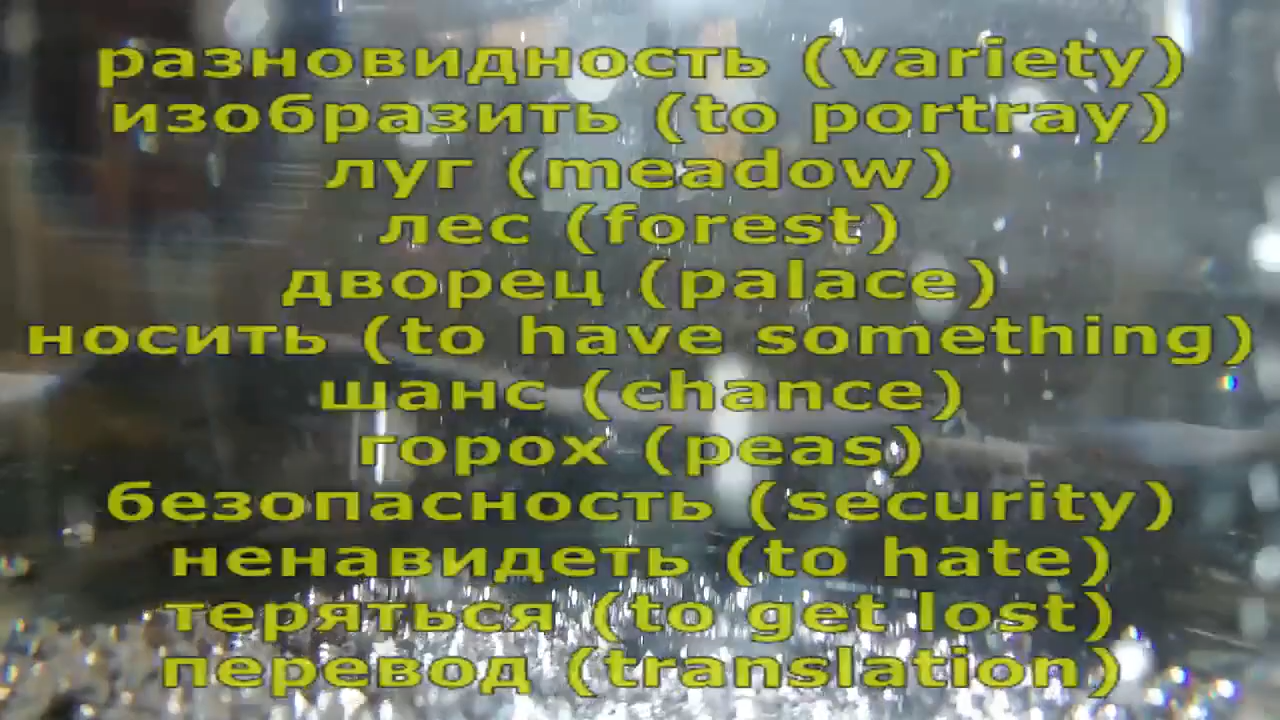 разновидность (variety)
изобразить (to portray)
луг (meadow)
лес (forest)
дворец (palace)
носить (to have something)
шанс (chance)
горох (peas)
безопасность (security)
ненавидеть (to hate)
теряться (to get lost)
перевод (translation)